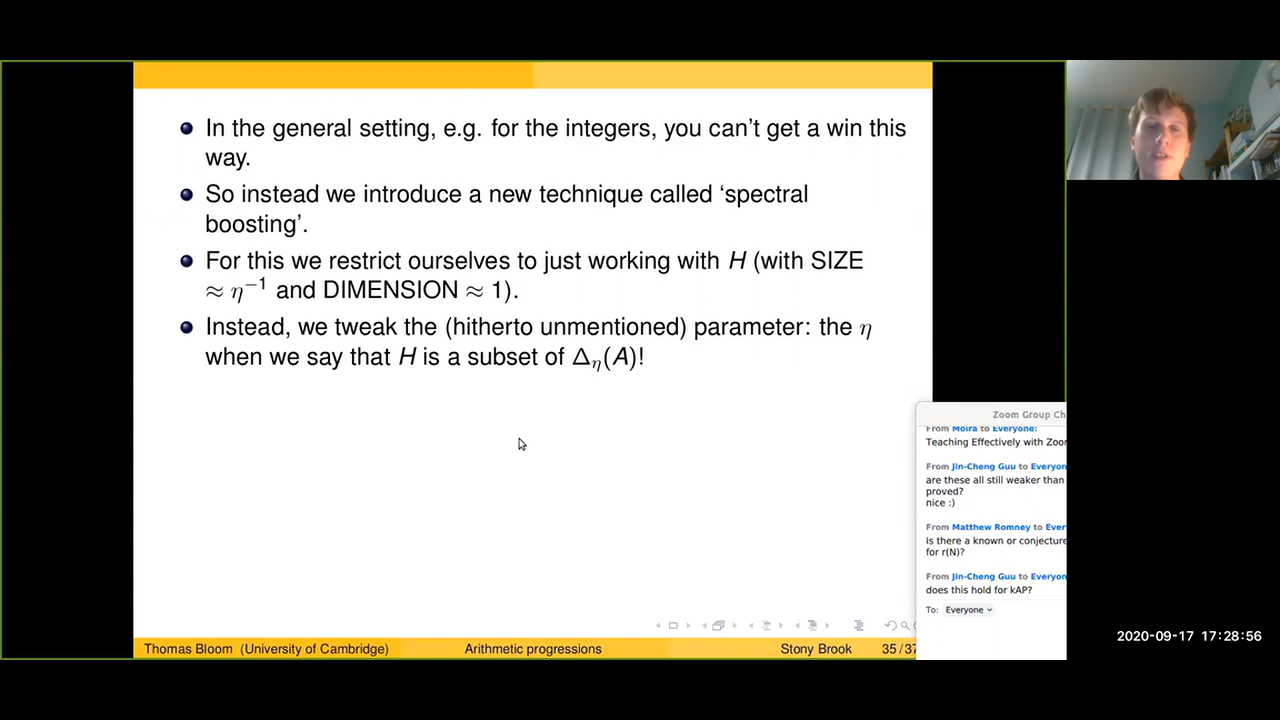 In the general setting, e.g. for the integers, you can't get a win this
way.
So instead we introduce a new technique called 'spectral
boosting'.
For this we restrict ourselves to just working with H (with SIZE
≈ η⁻¹ and DIMENSION ≈ 1).
Instead, we tweak the (hitherto unmentioned) parameter: the η
when we say that H is a subset of Δ_η(A)!
Zoom Group Ch
From Moira to Everyone:
Teaching Effectively with Zoo
From Jin-Cheng Guu to Everyon
are these all still weaker than
proved?
nice :)
From Matthew Romney to Ever
Is there a known or conjecture
for r(N)?
From Jin-Cheng Guu to Everyon
does this hold for kAP?
To: Everyone
Thomas Bloom (University of Cambridge) Arithmetic progressions Stony Brook 35/37
2020-09-17 17:28:56